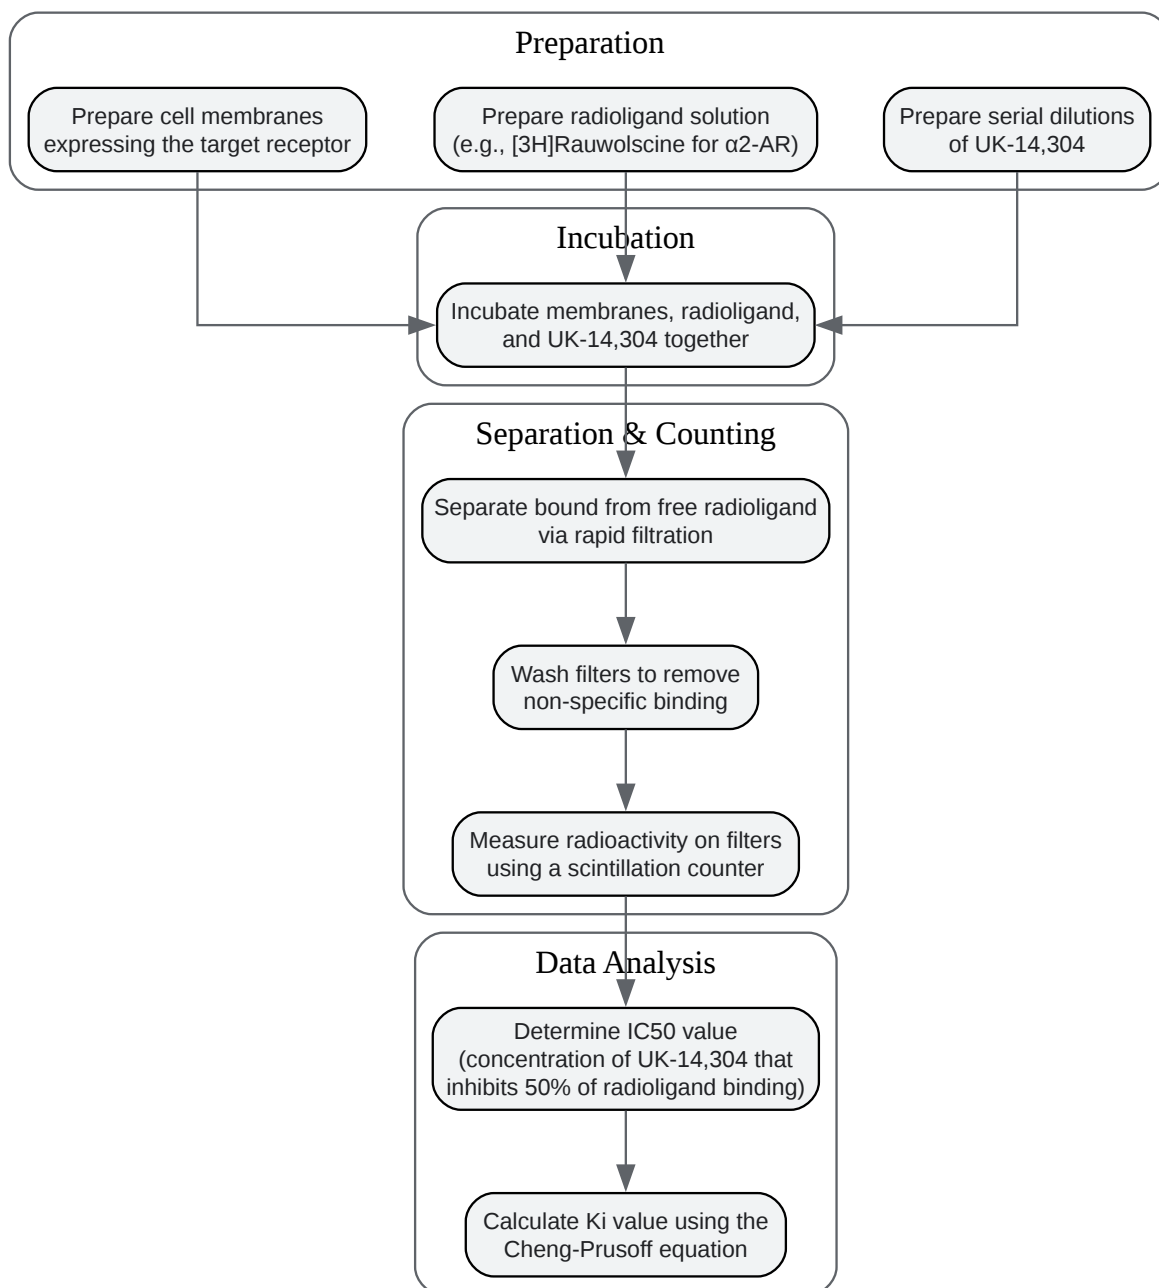 Preparation
Prepare cell membranes
expressing the target receptor
Prepare radioligand solution
(e.g., [3H]Rauwolscine for α2-AR)
Prepare serial dilutions
of UK-14,304
Incubation
Incubate membranes, radioligand,
and UK-14,304 together
Separation & Counting
Separate bound from free radioligand
via rapid filtration
Wash filters to remove
non-specific binding
Measure radioactivity on filters
using a scintillation counter
Data Analysis
Determine IC50 value
(concentration of UK-14,304 that
inhibits 50% of radioligand binding)
Calculate Ki value using the
Cheng-Prusoff equation